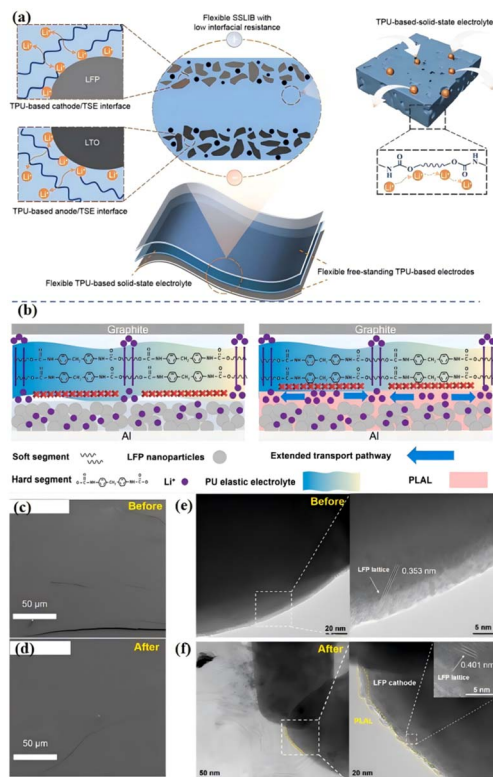 (a)
Flexible SSLIB with
low interfacial resistance
TPU-based-solid-state electrolyte
Li⁺
LFP
TPU-based cathode/TSE interface
LTO
TPU-based anode/TSE interface
Flexible TPU-based solid-state electrolyte
Flexible free-standing TPU-based electrodes
(b)
Graphite
Graphite
Al
Al
Soft segment
LFP nanoparticles
Extended transport pathway
Hard segment
Li⁺
PU elastic electrolyte
PLAL
(c)
Before
50 μm
(d)
After
50 μm
(e)
Before
20 nm
LFP lattice
0.353 nm
5 nm
(f)
After
50 nm
LFP cathode
PLAL
20 nm
0.401 nm
LFP lattice
5 nm